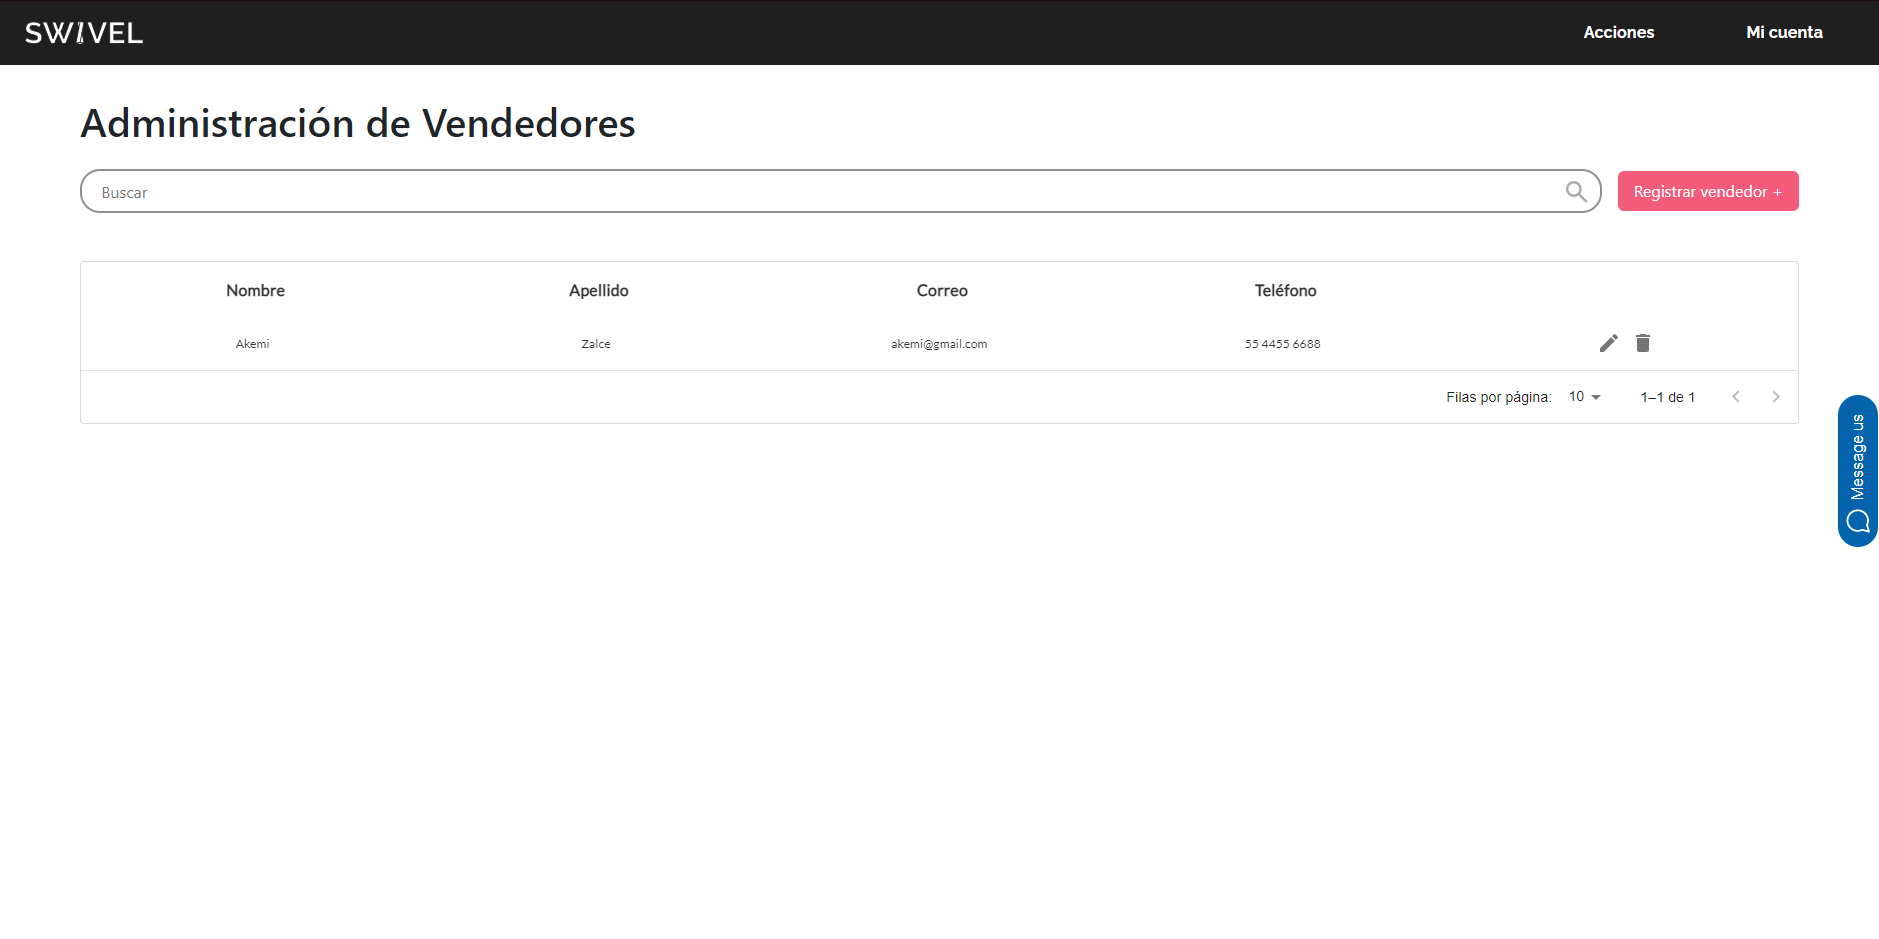 SWIVEL
Acciones
Mi cuenta
Administración de Vendedores
Buscar
Registrar vendedor +
Nombre Apellido Correo Teléfono
Akemi Zalce akemi@gmail.com 55 4455 6688
Filas por página: 10 1–1 de 1
Message us